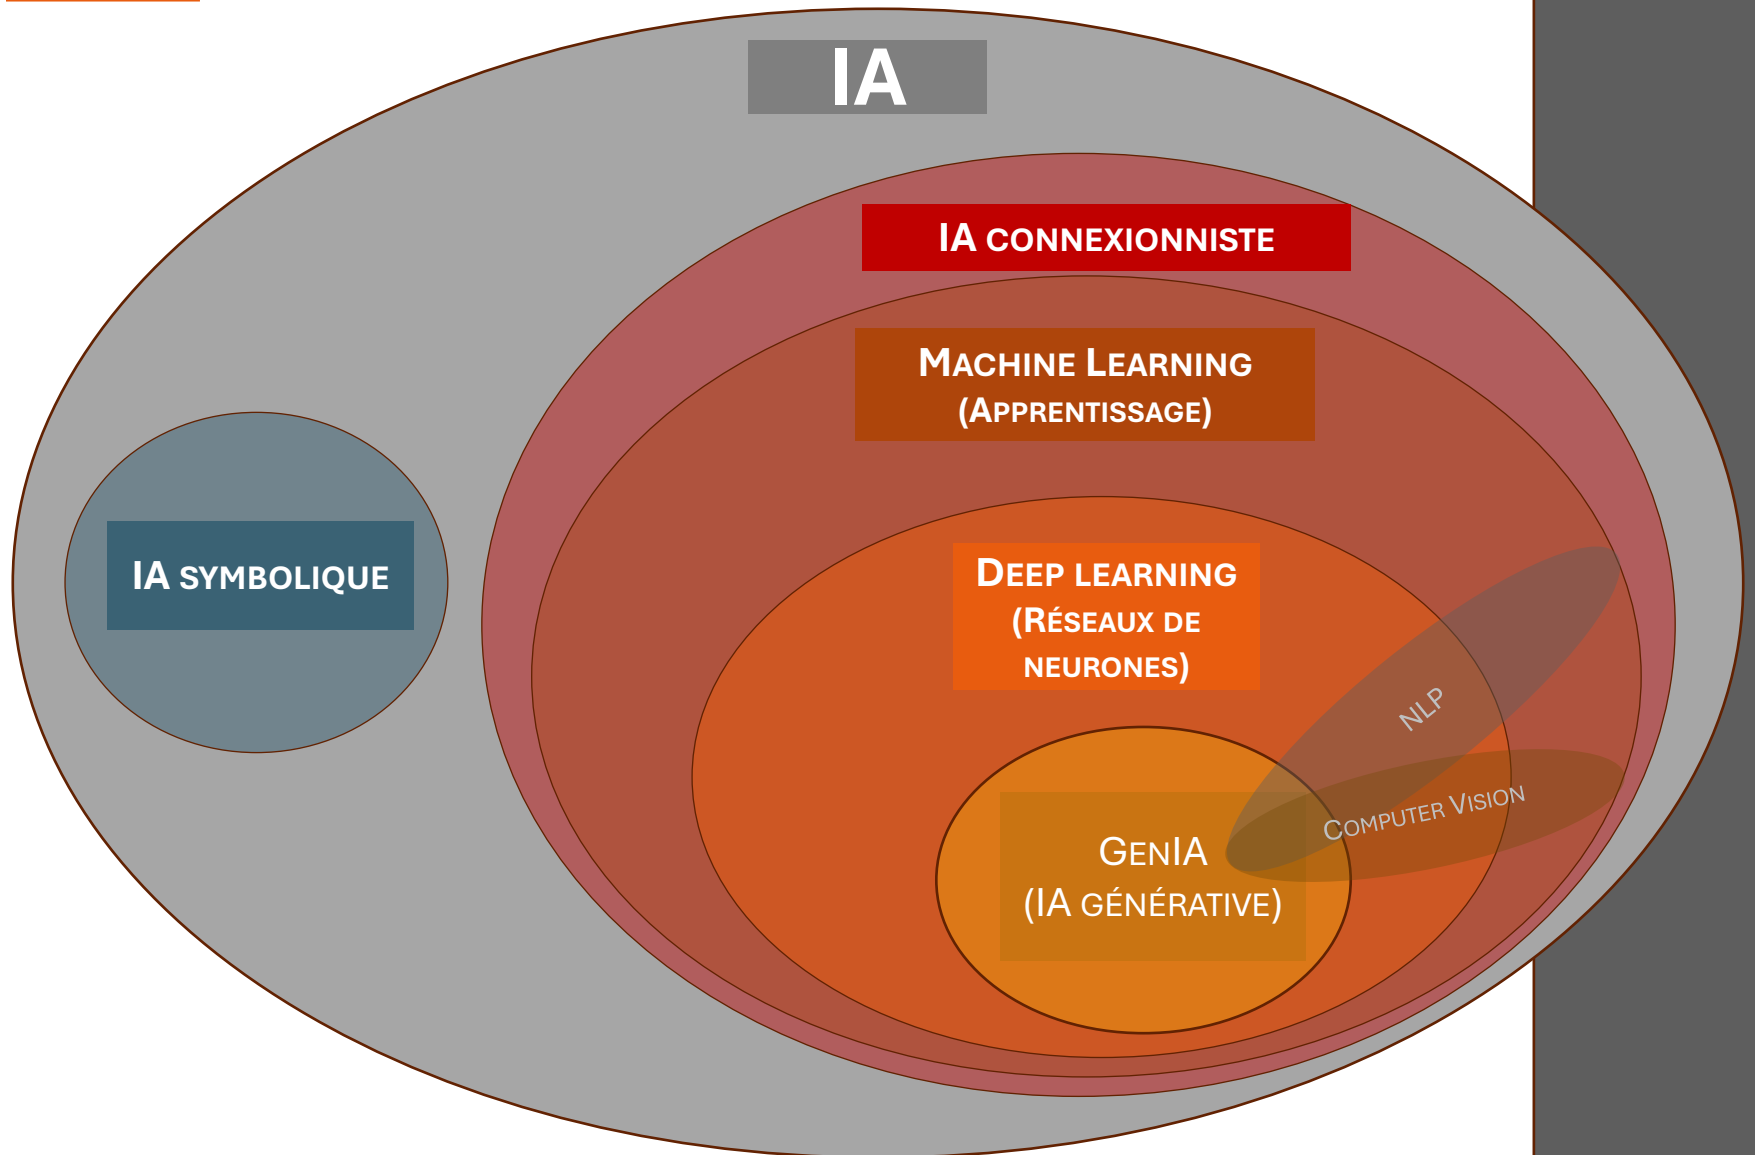 IA
IA CONNEXIONNISTE
MACHINE LEARNING
(APPRENTISSAGE)
IA SYMBOLIQUE
DEEP LEARNING
(RÉSEAUX DE
NEURONES)
NLP
COMPUTER VISION
GENIA
(IA GÉNÉRATIVE)